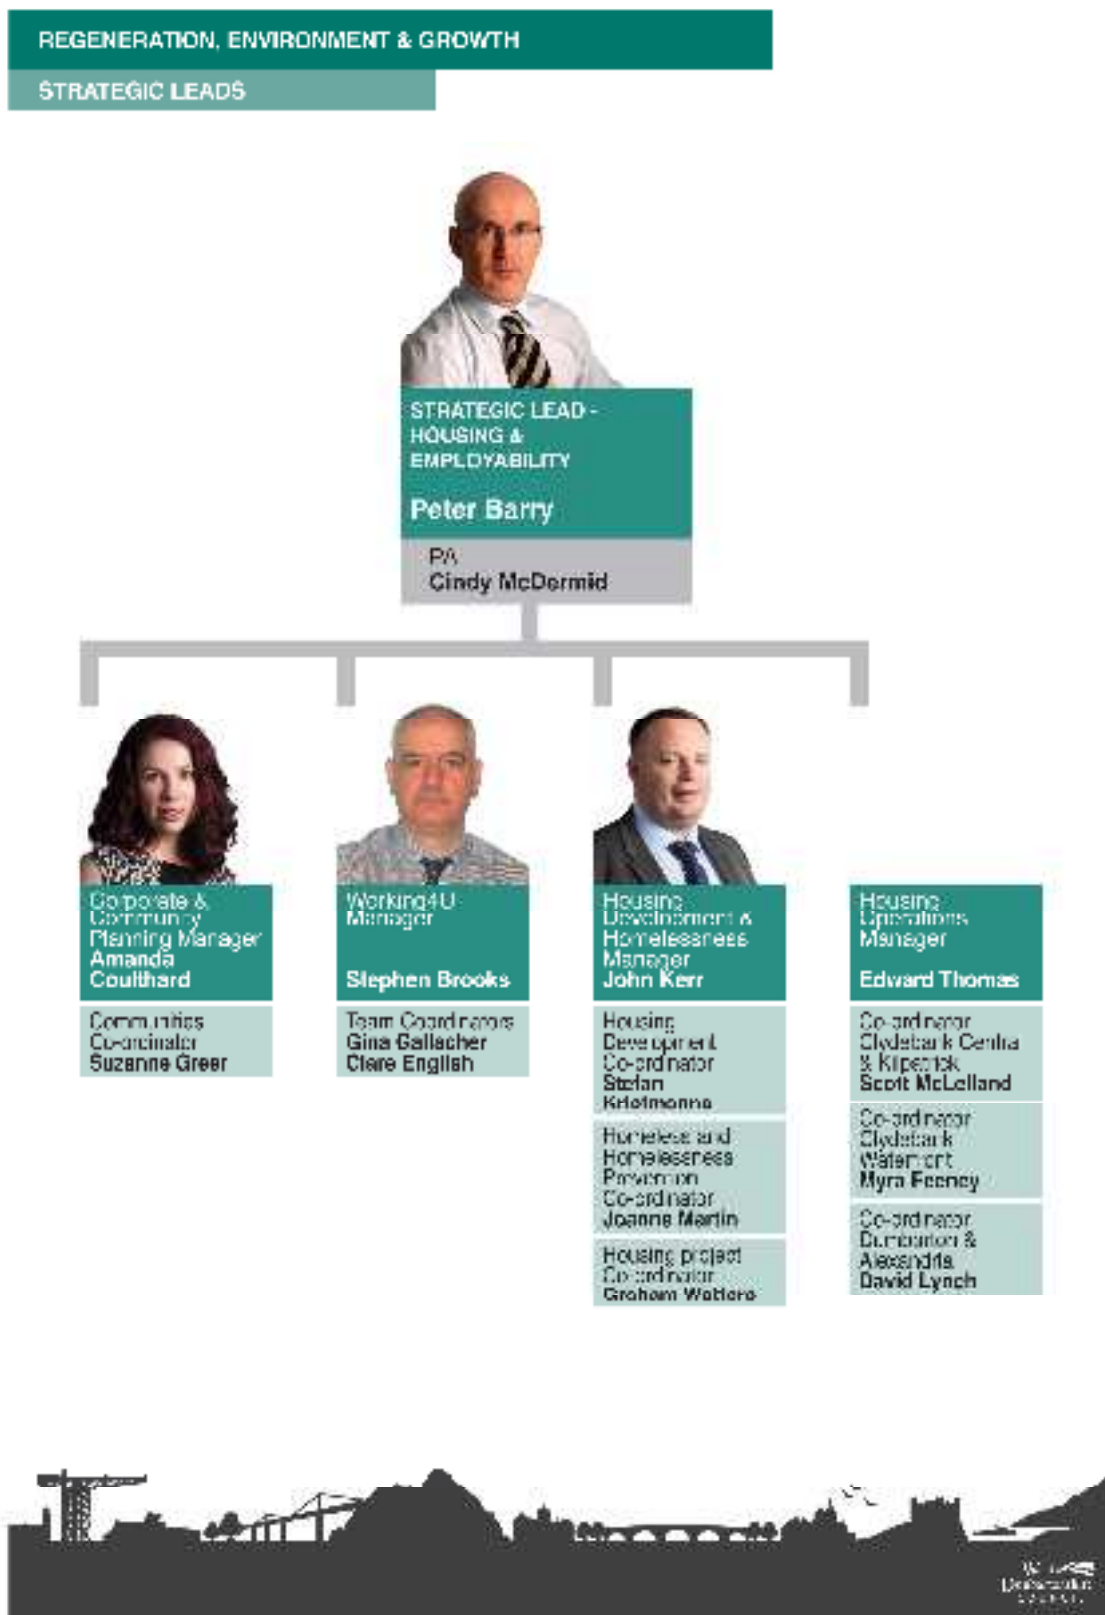 REGENERATION, ENVIRONMENT & GROWTH
STRATEGIC LEADS
STRATEGIC LEAD -
HOUSING &
EMPLOYABILITY
Peter Barry
PA
Cindy McDermid
Corporate &
Community
Planning Manager
Amanda
Coulthard
Communities
Co-ordinator
Suzanne Greer
Working4U
Manager
Stephen Brooks
Team Coordinators
Gina Gallacher
Clare English
Housing
Development &
Homelessness
Manager
John Kerr
Housing
Development
Co-ordinator
Stefan
Homeless and
Homelessness
Prevention
Co-ordinator
Joanne Martin
Housing project
Co-ordinator
Graham Watters
Housing
Operations
Manager
Edward Thomas
Co-ordinator
Clydebank Central
& Kilpatrick
Scott McLelland
Co-ordinator
Clydebank
Waterfront
Myra Feeney
Co-ordinator
Dumbarton &
Alexandria
David Lynch